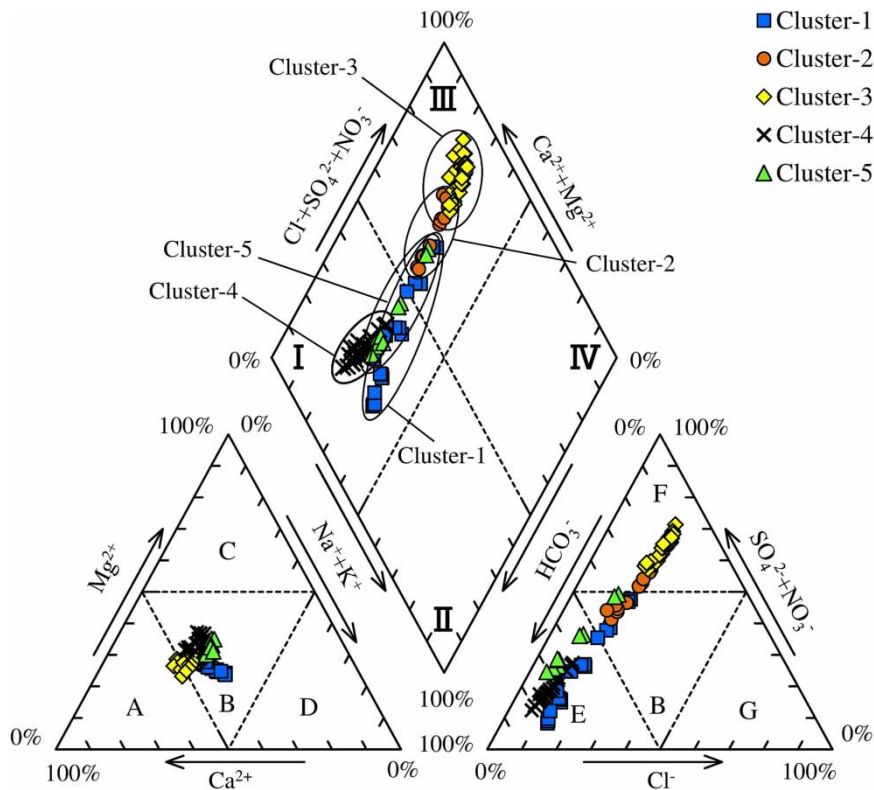 100%
Cluster-1
Cluster-2
Cluster-3
Cluster-4
Cluster-5
Cluster-3
III
Cl⁻+SO₄²⁻+NO₃⁻
Ca²⁺+Mg²⁺
Cluster-5
Cluster-4
Cluster-2
0%
I
IV
0%
Cluster-1
100%
0%
0%
100%
Mg²⁺
C
Na⁺+K⁺
HCO₃⁻
F
SO₄²⁻+NO₃⁻
II
A
B
D
E
B
G
0%
100%
Ca²⁺
0%
100%
100%
0%
Cl⁻
100%
0%